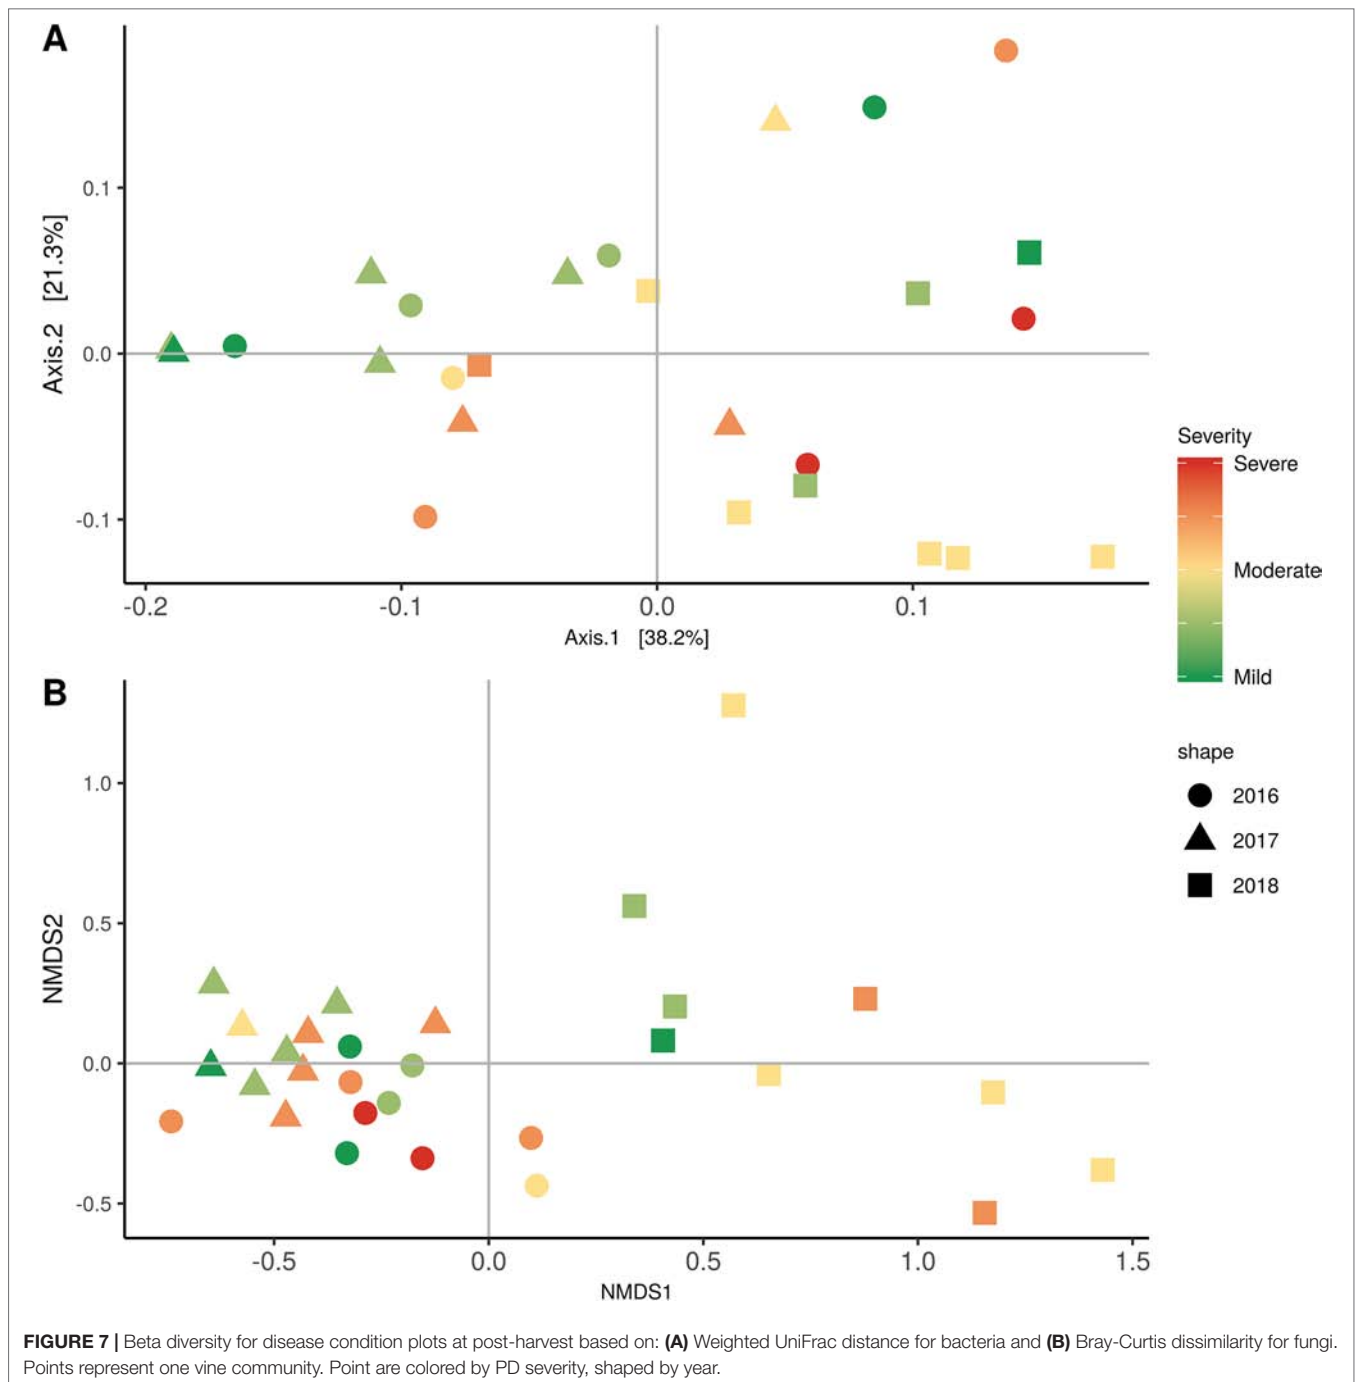 A
Axis.2 [21.3%]
0.1
0.0
-0.1
-0.2
-0.1
0.0
0.1
Axis.1 [38.2%]
Severity
Severe
Moderate
Mild
shape
2016
2017
2018
B
NMDS2
1.0
0.5
0.0
-0.5
-0.5
0.0
0.5
1.0
1.5
NMDS1
FIGURE 7 | Beta diversity for disease condition plots at post-harvest based on: (A) Weighted UniFrac distance for bacteria and (B) Bray-Curtis dissimilarity for fungi.
Points represent one vine community. Point are colored by PD severity, shaped by year.